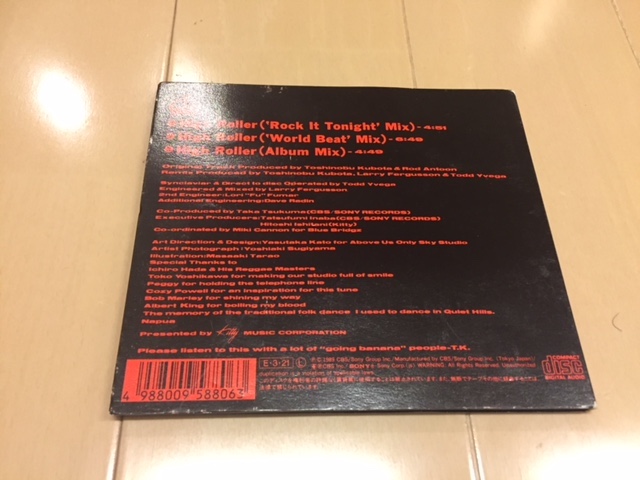 Roller ('Rock It Tonight' Mix) – 4:51
Roller ('World Beat' Mix) – 6:49
High Roller (Album Mix) – 4:49
Original Track Produced by Toshinobu Kubota & Rod Antoon
Remix Produced by Toshinobu Kubota, Larry Fergusson & Todd Yvega
Synclavier & Direct to disc Operated by Todd Yvega
Engineered & Mixed by Larry Fergusson
2nd Engineer:Lori "Fu" Fumar
Additional Engineering:Dave Radin
Co-Produced by Taka Tsukuma(CBS/SONY RECORDS)
Executive Producers:Tatsufumi Inaba(CBS/SONY RECORDS)
Hitoshi Ishitani(Kitty)
Co-ordinated by Miki Cannon for Blue Bridge
Art Direction & Design:Yasutaka Kato for Above Us Only Sky Studio
Artist Photograph:Yoshiaki Sugiyama
Illustration:Masaaki Tarao
Special Thanks to
Ichiro Hada & His Reggae Masters
Toko Yoshikawa for making our studio full of smile
Peggy for holding the telephone line
Cozy Powell for an inspiration for this tune
Bob Marley for shining my way
Albert King for boiling my blood
The memory of the traditional folk dance I used to dance in Quiet Hills.
Napua
Presented by Kitty MUSIC CORPORATION
Please listen to this with a lot of "going banana" people-T.K.
E·3·21
COMPACT
disc
DIGITAL AUDIO
4 988009 588063